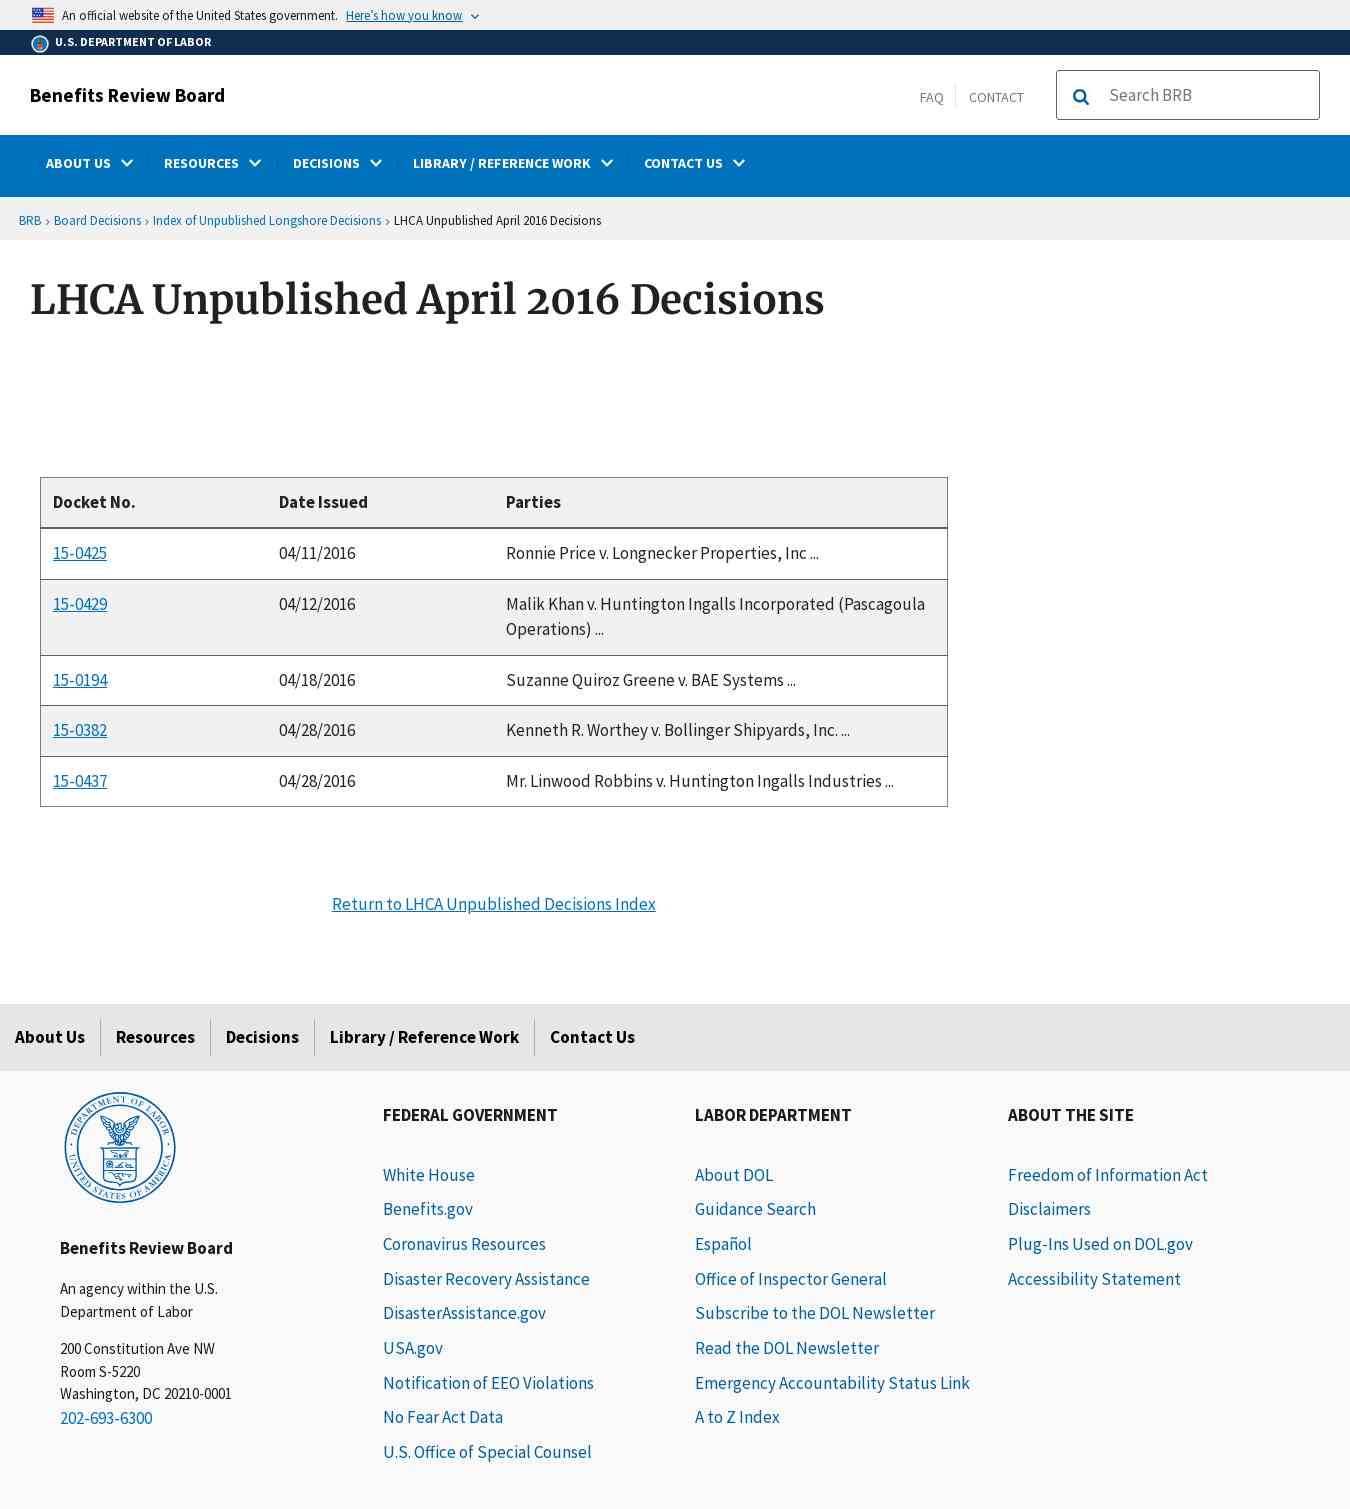 An official website of the United States government. Here's how you know
U.S. DEPARTMENT OF LABOR
Benefits Review Board
FAQ CONTACT Search BRB
ABOUT US RESOURCES DECISIONS LIBRARY / REFERENCE WORK CONTACT US
BRB › Board Decisions › Index of Unpublished Longshore Decisions › LHCA Unpublished April 2016 Decisions
LHCA Unpublished April 2016 Decisions
Docket No. Date Issued Parties
15-0425 04/11/2016 Ronnie Price v. Longnecker Properties, Inc ...
15-0429 04/12/2016 Malik Khan v. Huntington Ingalls Incorporated (Pascagoula
Operations) ...
15-0194 04/18/2016 Suzanne Quiroz Greene v. BAE Systems ...
15-0382 04/28/2016 Kenneth R. Worthey v. Bollinger Shipyards, Inc. ...
15-0437 04/28/2016 Mr. Linwood Robbins v. Huntington Ingalls Industries ...
Return to LHCA Unpublished Decisions Index
About Us Resources Decisions Library / Reference Work Contact Us
DEPARTMENT OF LABOR
UNITED STATES OF AMERICA
Benefits Review Board
An agency within the U.S.
Department of Labor
200 Constitution Ave NW
Room S-5220
Washington, DC 20210-0001
202-693-6300
FEDERAL GOVERNMENT
White House
Benefits.gov
Coronavirus Resources
Disaster Recovery Assistance
DisasterAssistance.gov
USA.gov
Notification of EEO Violations
No Fear Act Data
U.S. Office of Special Counsel
LABOR DEPARTMENT
About DOL
Guidance Search
Español
Office of Inspector General
Subscribe to the DOL Newsletter
Read the DOL Newsletter
Emergency Accountability Status Link
A to Z Index
ABOUT THE SITE
Freedom of Information Act
Disclaimers
Plug-Ins Used on DOL.gov
Accessibility Statement